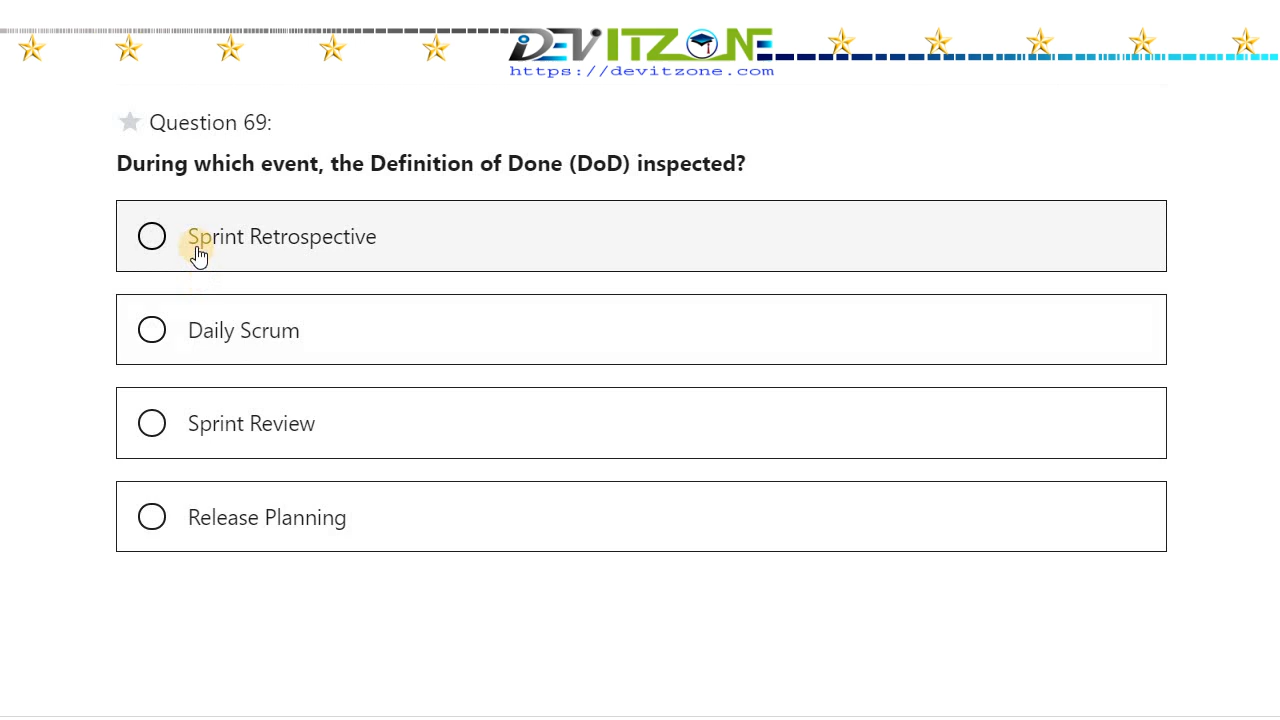 DEVITZONE
https://devitzone.com
Question 69:
During which event, the Definition of Done (DoD) inspected?
Sprint Retrospective
Daily Scrum
Sprint Review
Release Planning